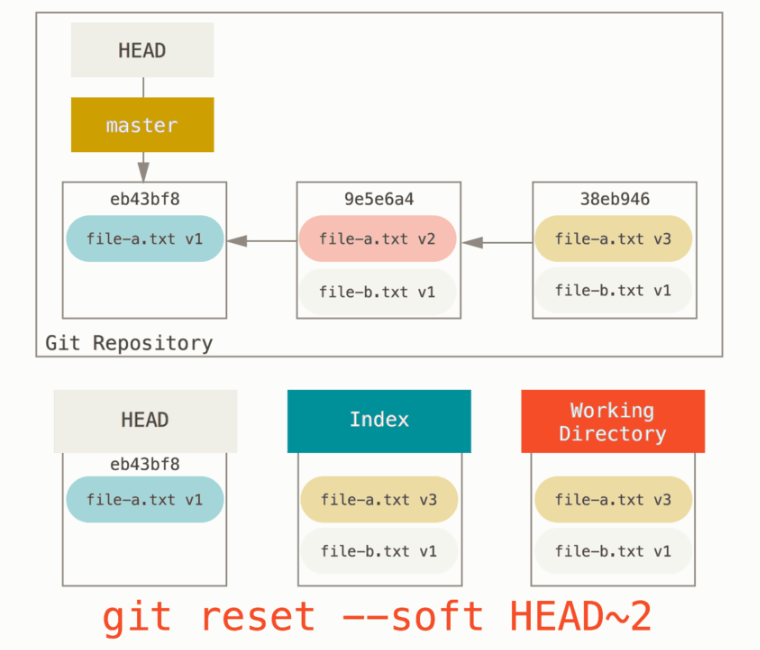 HEAD
master
eb43bf8
9e5e6a4
38eb946
file-a.txt v1
file-a.txt v2
file-a.txt v3
file-b.txt v1
file-b.txt v1
Git Repository
HEAD
Index
Working
Directory
eb43bf8
file-a.txt v1
file-a.txt v3
file-a.txt v3
file-b.txt v1
file-b.txt v1
git reset --soft HEAD~2